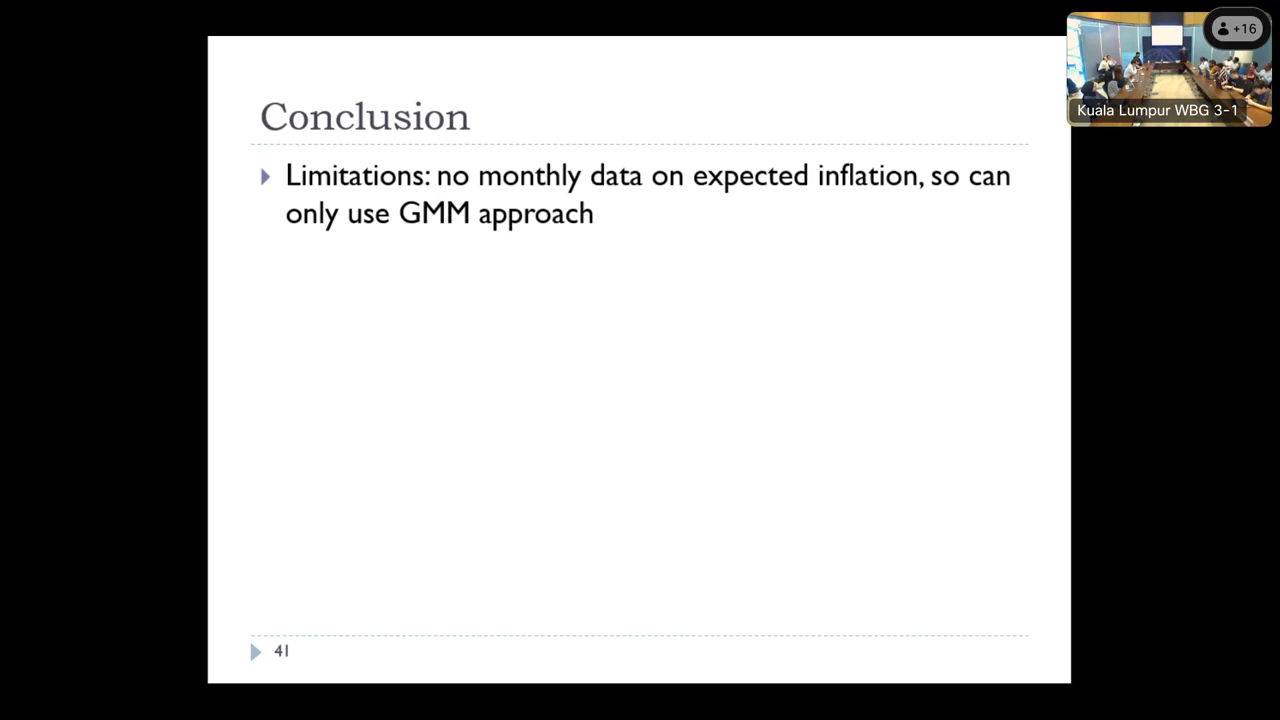 +16
Kuala Lumpur WBG 3-1
Conclusion
Limitations: no monthly data on expected inflation, so can
only use GMM approach
41